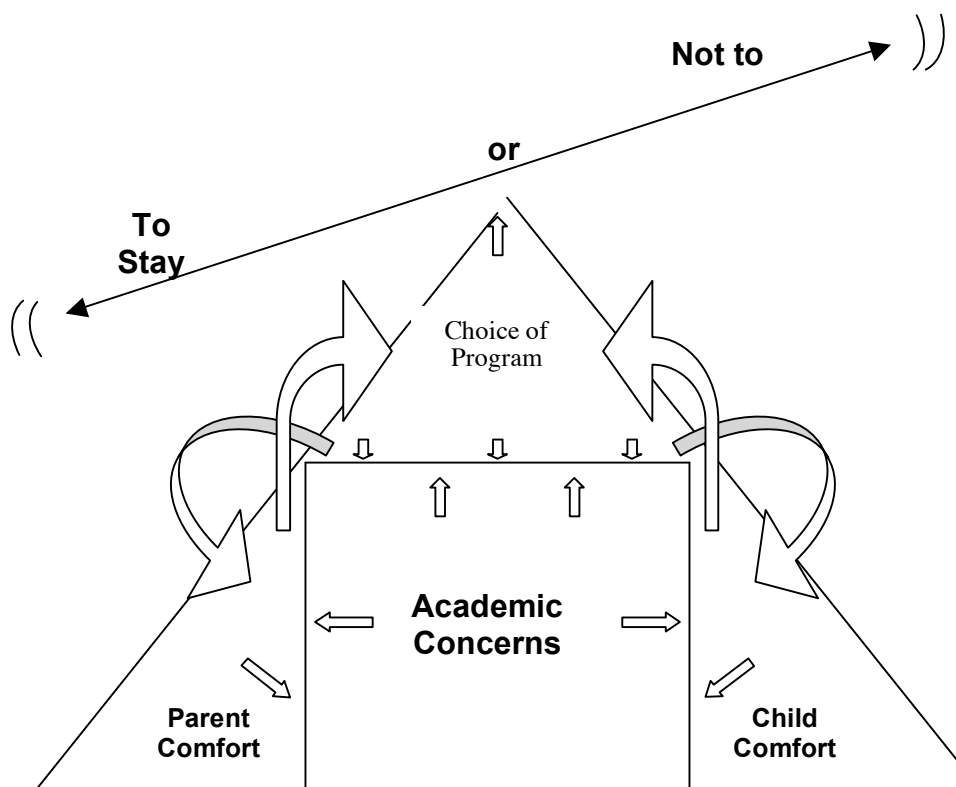 Not to
or
To
Stay
Choice of
Program
Academic
Concerns
Parent
Comfort
Child
Comfort